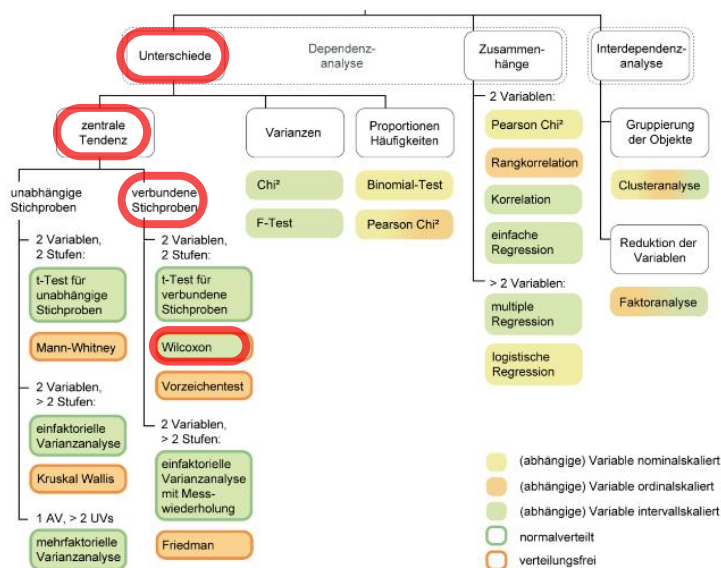 Unterschiede
Dependenz-
analyse
Zusammen-
hänge
Interdependenz-
analyse
zentrale
Tendenz
Varianzen
Proportionen
Häufigkeiten
2 Variablen:
Pearson Chi²
Rangkorrelation
Korrelation
einfache
Regression
> 2 Variablen:
multiple
Regression
logistische
Regression
Gruppierung
der Objekte
Clusteranalyse
Reduktion der
Variablen
Faktoranalyse
Chi²
F-Test
Binomial-Test
Pearson Chi²
unabhängige
Stichproben
2 Variablen,
2 Stufen:
t-Test für
unabhängige
Stichproben
Mann-Whitney
2 Variablen,
> 2 Stufen:
einfaktorielle
Varianzanalyse
Kruskal Wallis
1 AV, > 2 UVs
mehrfaktorielle
Varianzanalyse
verbundene
Stichproben
2 Variablen,
2 Stufen:
t-Test für
verbundene
Stichproben
Wilcoxon
Vorzeichentest
2 Variablen,
> 2 Stufen:
einfaktorielle
Varianzanalyse
mit Mess-
wiederholung
Friedman
(abhängige) Variable nominalskaliert
(abhängige) Variable ordinalskaliert
(abhängige) Variable intervallskaliert
normalverteilt
verteilungsfrei